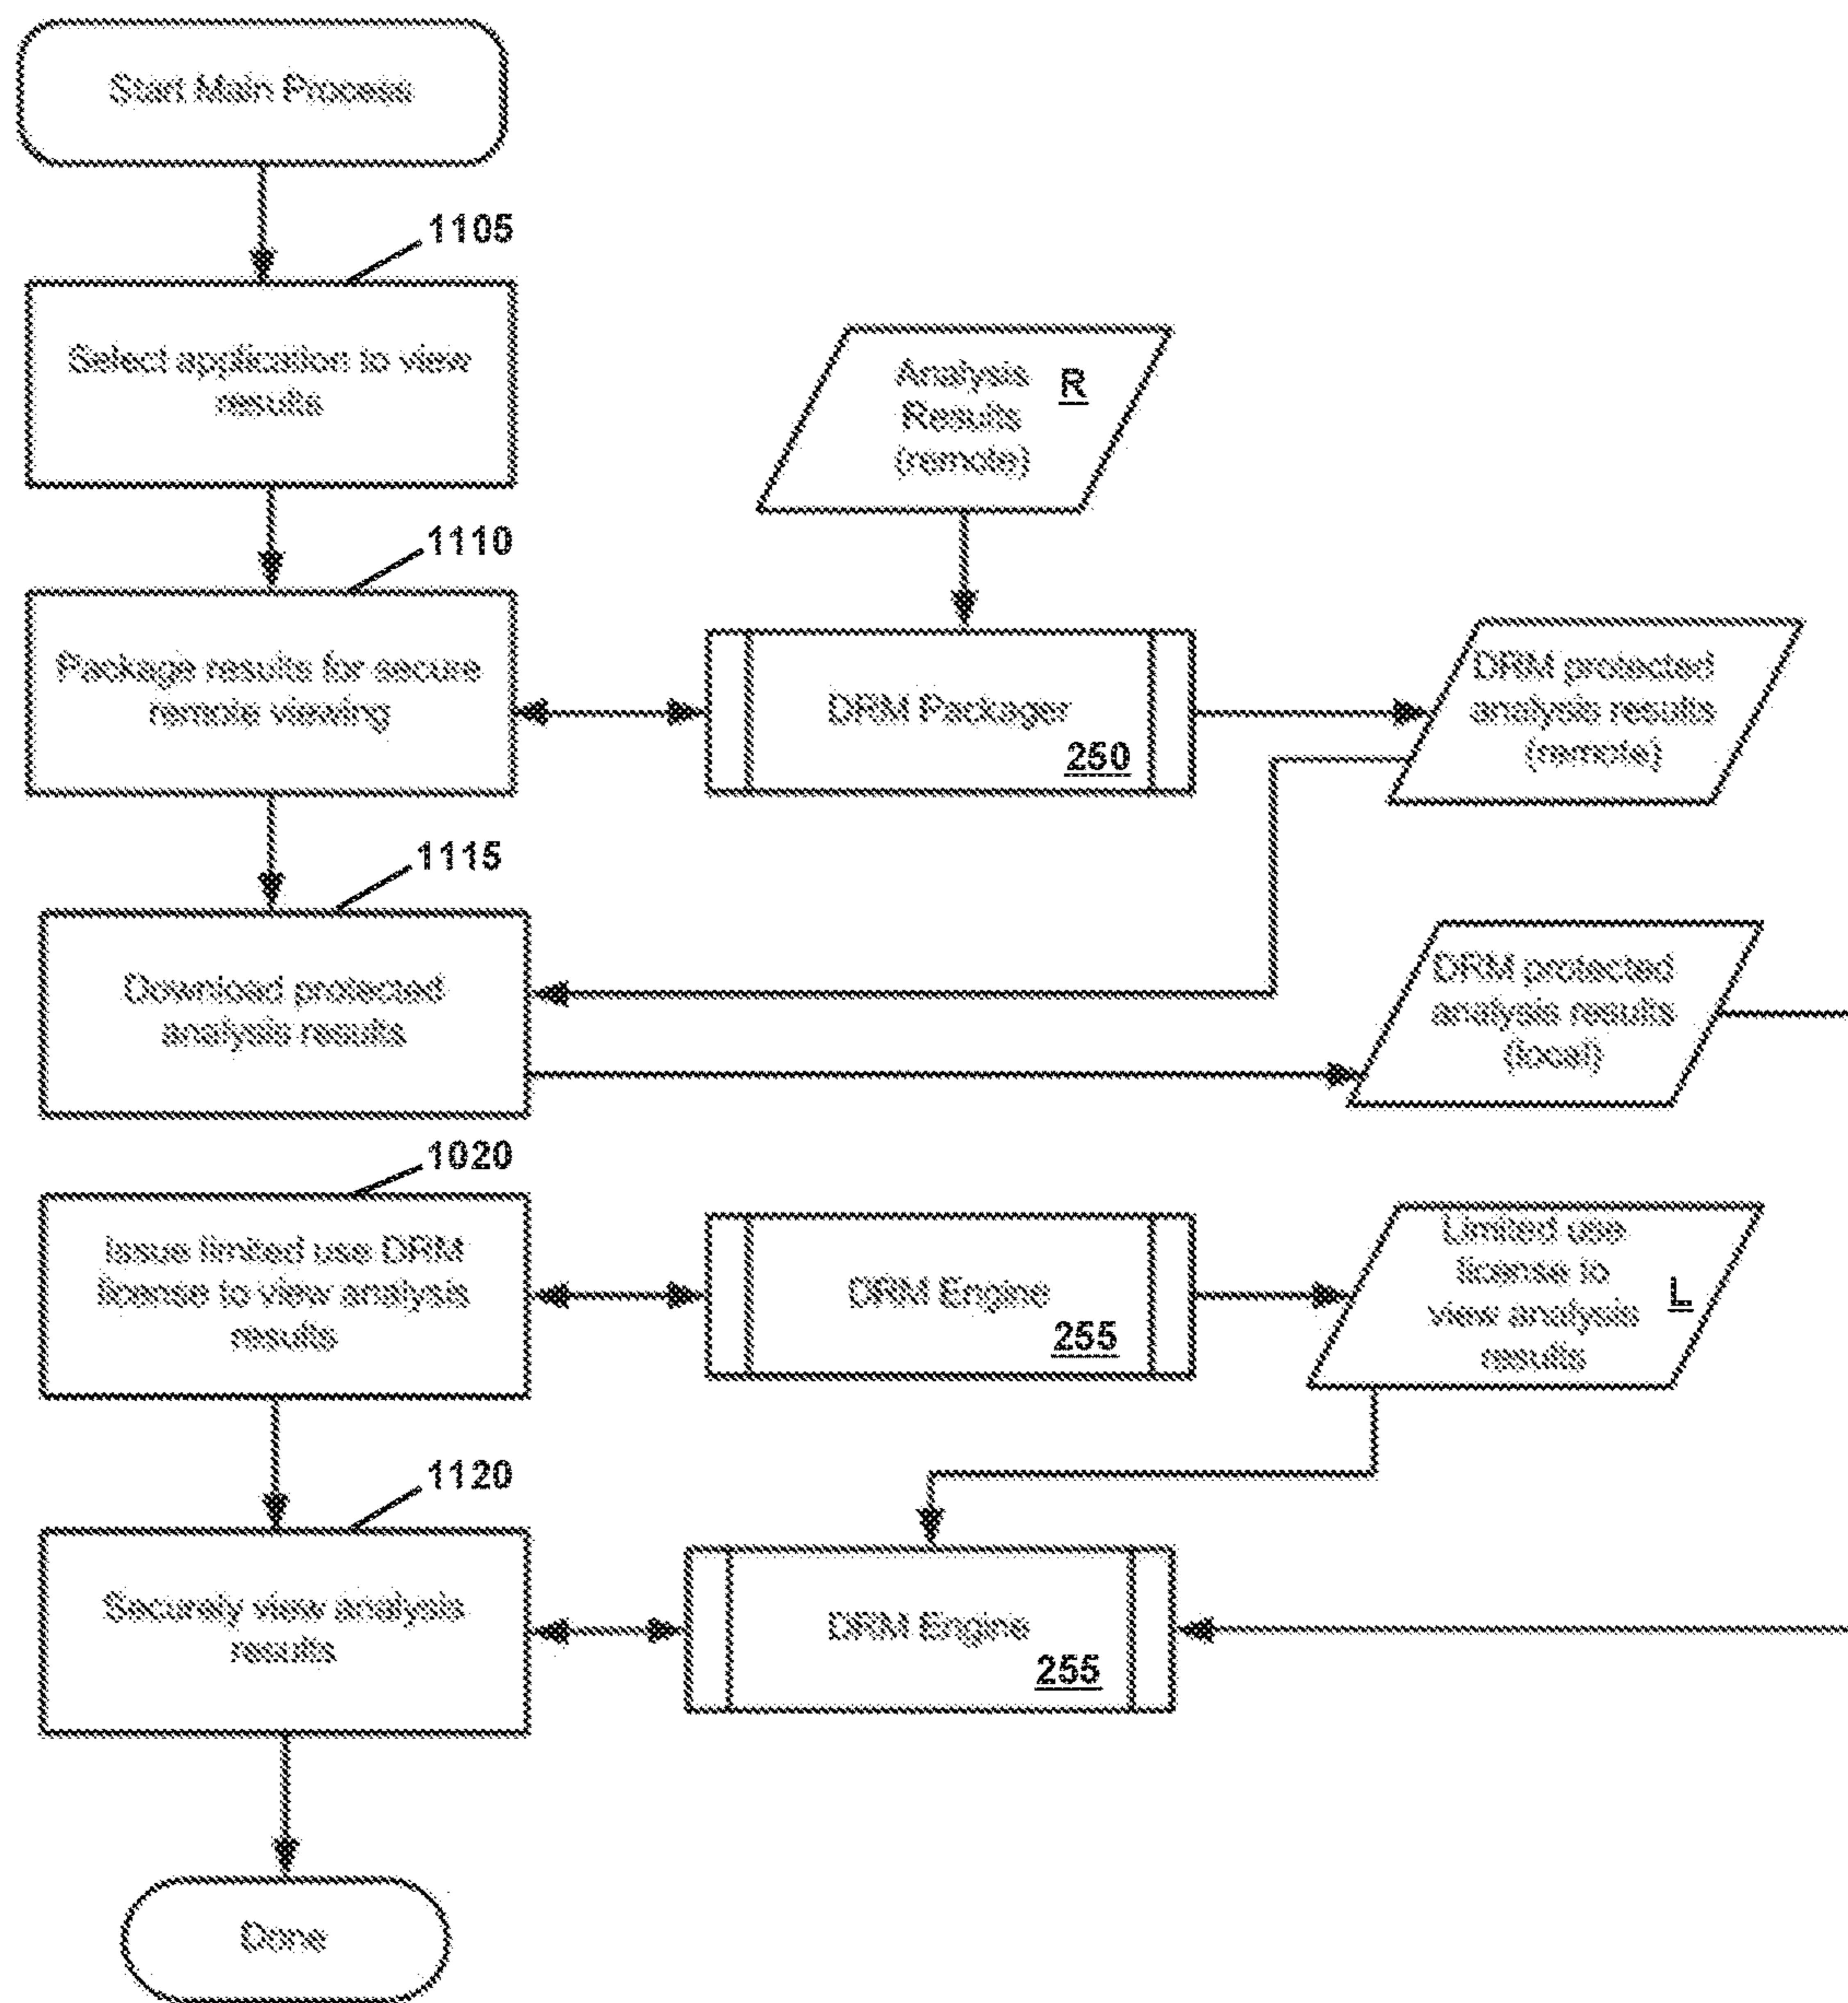 Start Main Process
1105
Select application to view
results
Analysis
Results
(remote)
R
1110
Package results for secure
remote viewing
DRM Packager
250
DRM protected
analysis results
(remote)
1115
Download protected
analysis results
DRM protected
analysis results
(local)
1020
Issue limited use DRM
license to view analysis
results
DRM Engine
255
Limited use
license to
view analysis
results
L
1120
Securely view analysis
results
DRM Engine
255
Done